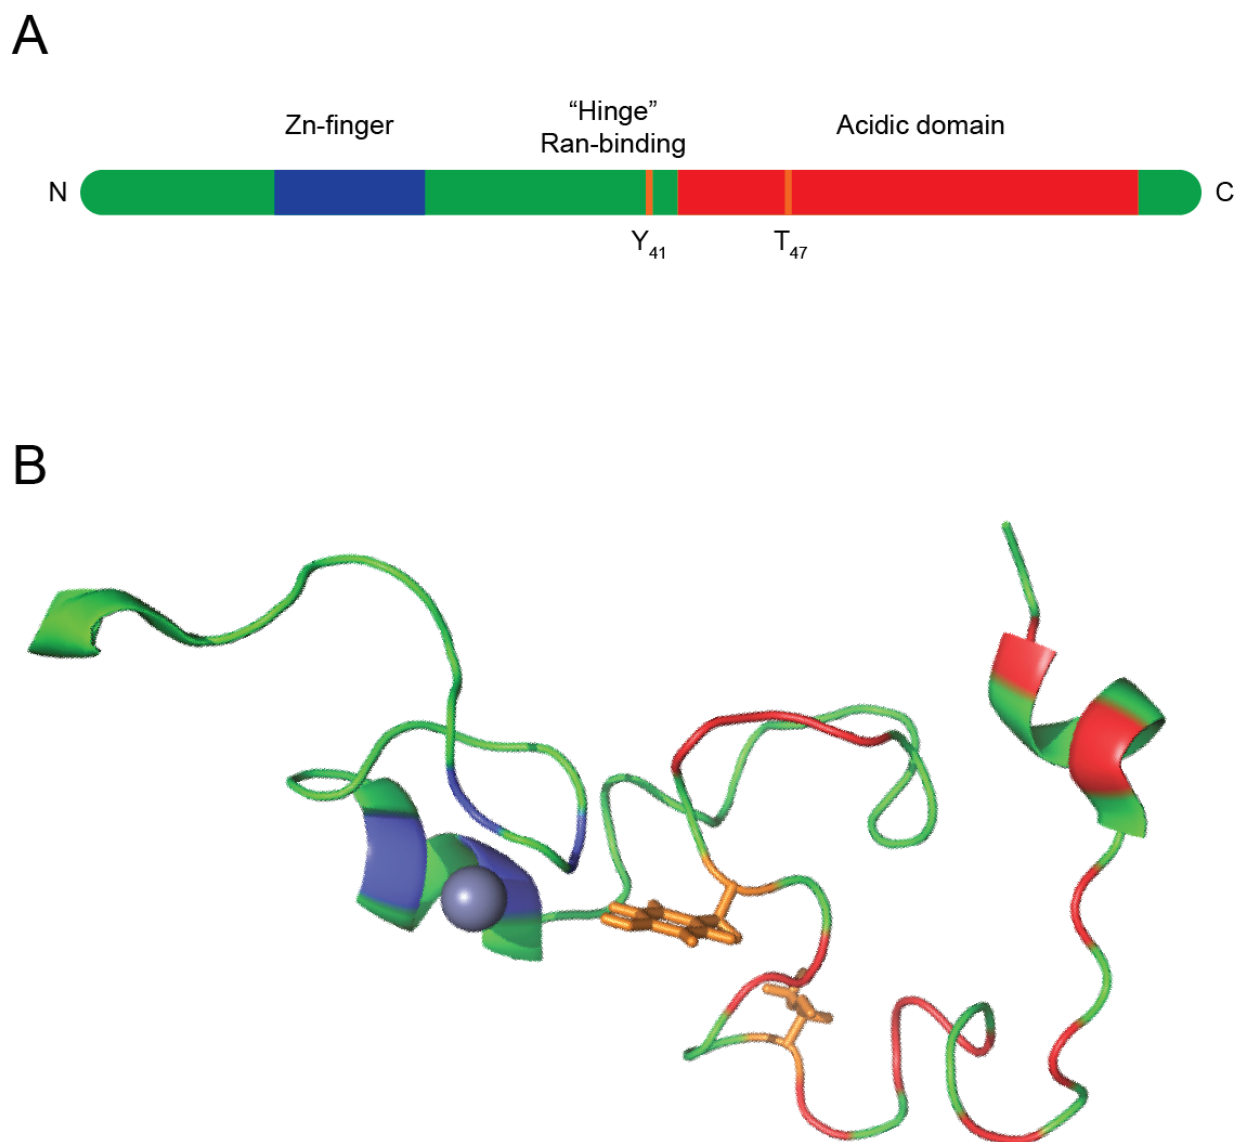 A
“Hinge”
Zn-finger
Ran-binding
Acidic domain
N
C
Y₄₁
T₄₇
B